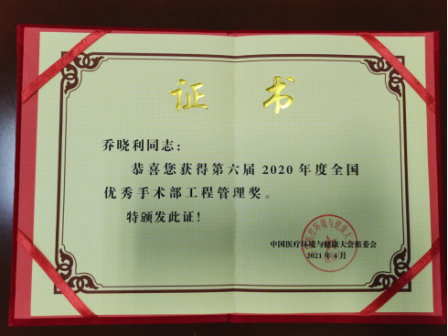 证书
乔晓利同志：
恭喜您获得第六届2020年度全国
优秀手术部工程管理奖。
特颁发此证！
中国医疗环境与健康大会组委会
2021年4月